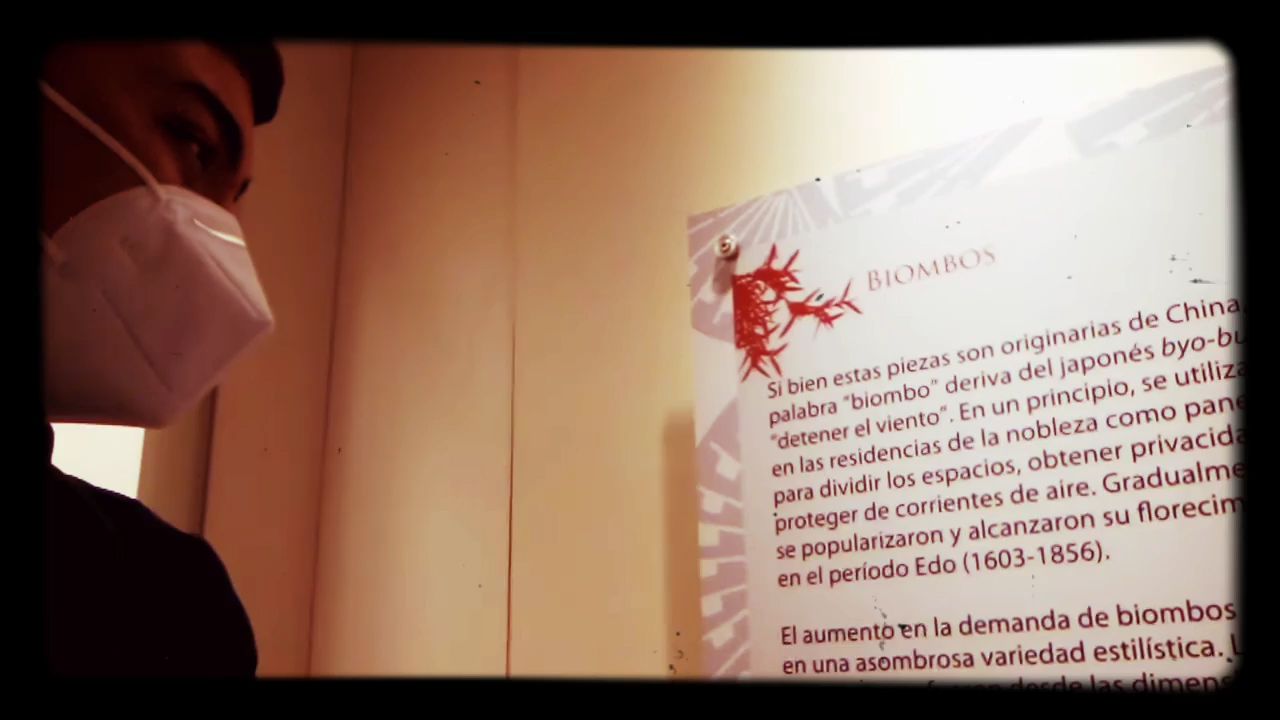 BIOMBOS
Si bien estas piezas son originarias de China,
palabra "biombo" deriva del japonés byo-bu
"detener el viento". En un principio, se utiliza
en las residencias de la nobleza como pane
para dividir los espacios, obtener privacida
proteger de corrientes de aire. Gradualme
se popularizaron y alcanzaron su florecim
en el período Edo (1603-1856).
El aumento en la demanda de biombos
en una asombrosa variedad estilística. L
desde las dimens